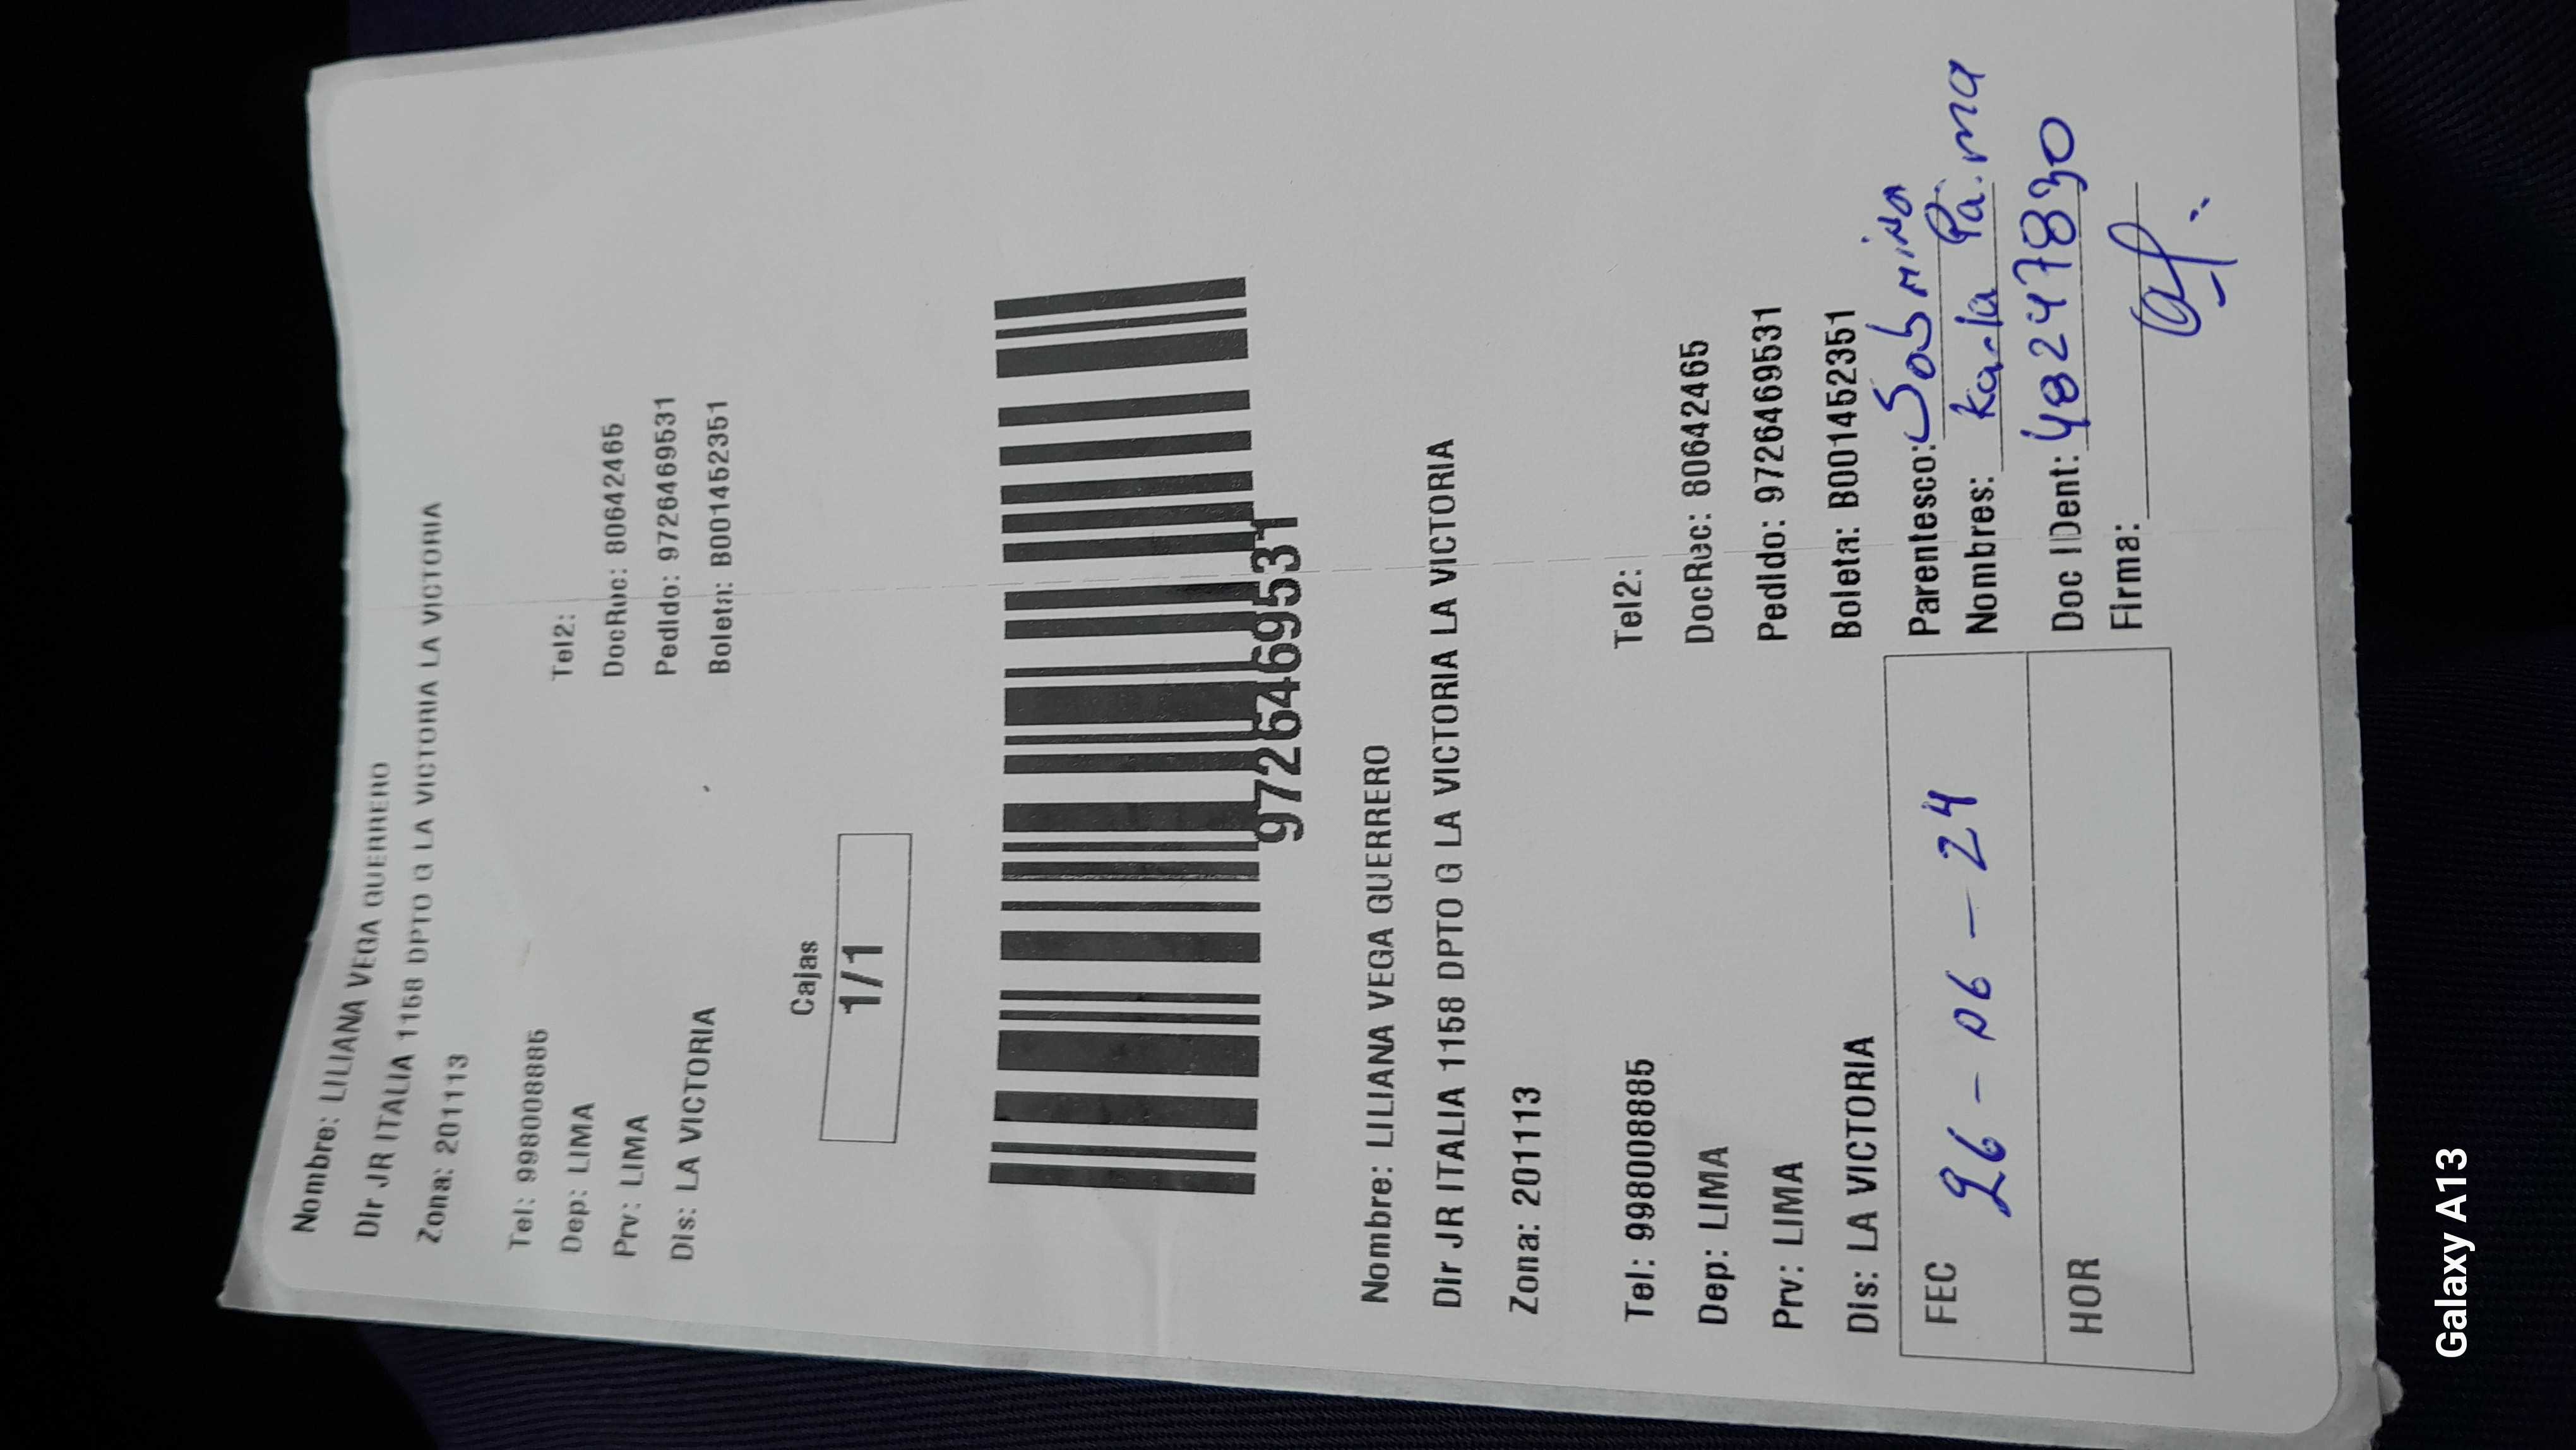 Nombre: LILIANA VEGA GUERRERO
Dir JR ITALIA 1158 DPTO G LA VICTORIA LA VICTORIA
Zona: 201113
Tel: 998008885
Tel2:
Dep: LIMA
DocRec: 80642465
Prv: LIMA
Pedido: 9726469531
Dis: LA VICTORIA
Boleta: B001452351
Cajas
1/1
9726469531
Nombre: LILIANA VEGA GUERRERO
Dir JR ITALIA 1158 DPTO G LA VICTORIA LA VICTORIA
Zona: 201113
Tel: 998008885
Tel2:
Dep: LIMA
DocRec: 80642465
Prv: LIMA
Pedido: 9726469531
Dis: LA VICTORIA
Boleta: B001452351
FEC 26-06-24
Parentesco: Sobrina
Nombres: Karla
HOR
Doc IDent: 48247830
Firma:
Galaxy A13